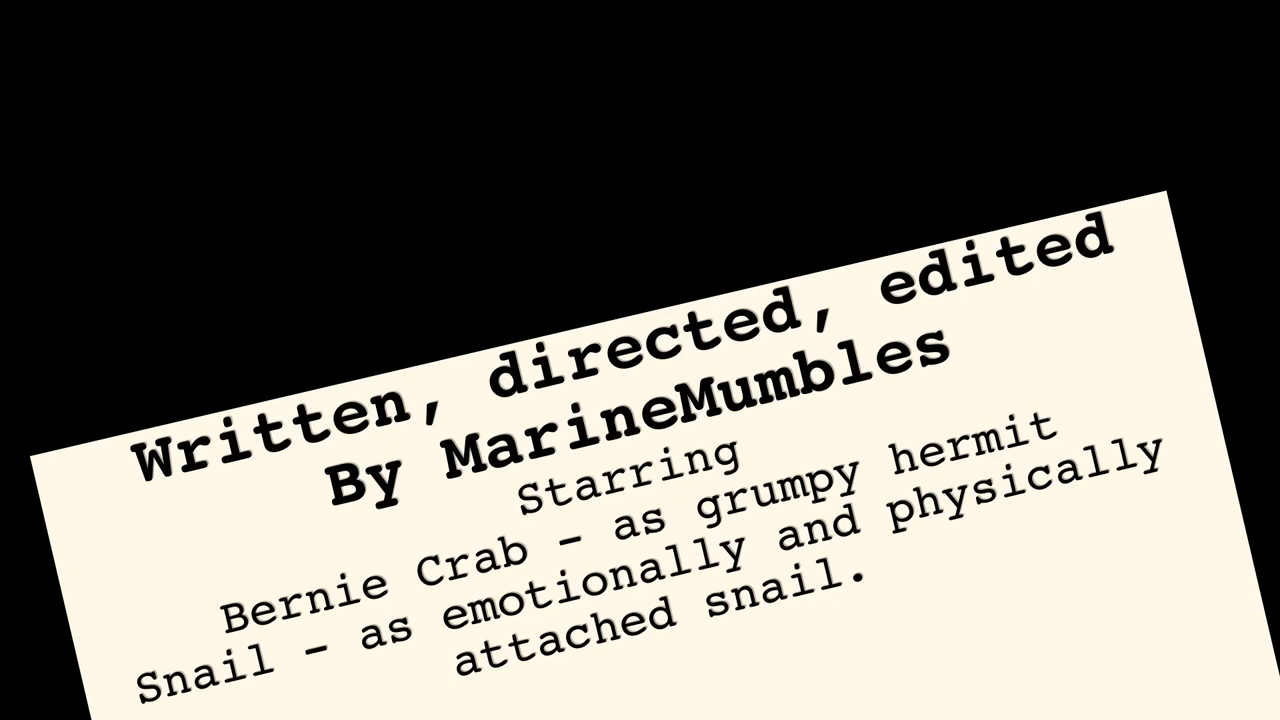 Written, directed, edited
By MarineMumbles
Starring
Bernie Crab - as grumpy hermit
Snail - as emotionally and physically
attached snail.